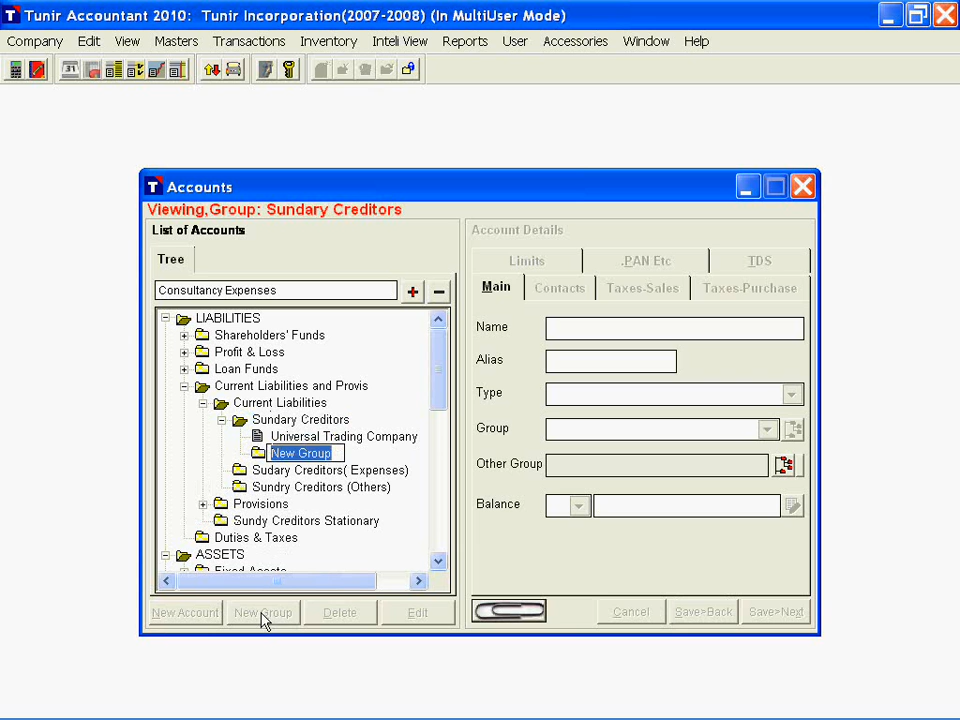 Tunir Accountant 2010:  Tunir Incorporation(2007-2008) (In MultiUser Mode)
Company Edit View Masters Transactions Inventory Inteli View Reports User Accessories Window Help
Accounts
Viewing,Group: Sundary Creditors
List of Accounts
Tree
Consultancy Expenses
LIABILITIES
Shareholders' Funds
Profit & Loss
Loan Funds
Current Liabilities and Provis
Current Liabilities
Sundary Creditors
Universal Trading Company
New Group
Sudary Creditors( Expenses)
Sundry Creditors (Others)
Provisions
Sundy Creditors Stationary
Duties & Taxes
ASSETS
Fixed Assets
New Account New Group Delete Edit
Account Details
Limits .PAN Etc TDS
Main Contacts Taxes-Sales Taxes-Purchase
Name
Alias
Type
Group
Other Group
Balance
Cancel Save>Back Save>Next